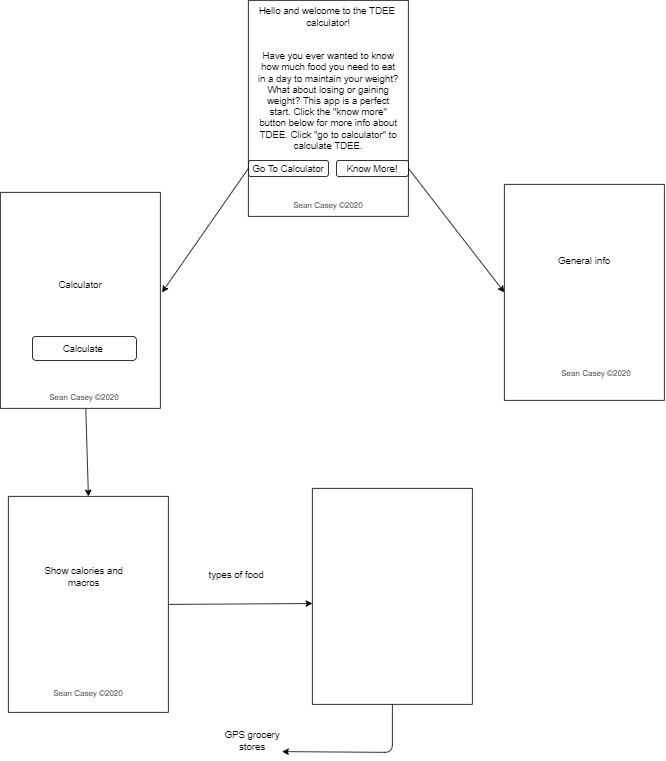 Hello and welcome to the TDEE
calculator!
Have you ever wanted to know
how much food you need to eat
in a day to maintain your weight?
What about losing or gaining
weight? This app is a perfect
start. Click the "know more"
button below for more info about
TDEE. Click "go to calculator" to
calculate TDEE.
Go To Calculator
Know More!
Sean Casey ©2020
Calculator
Calculate
Sean Casey ©2020
General info
Sean Casey ©2020
Show calories and
macros
Sean Casey ©2020
types of food
GPS grocery
stores